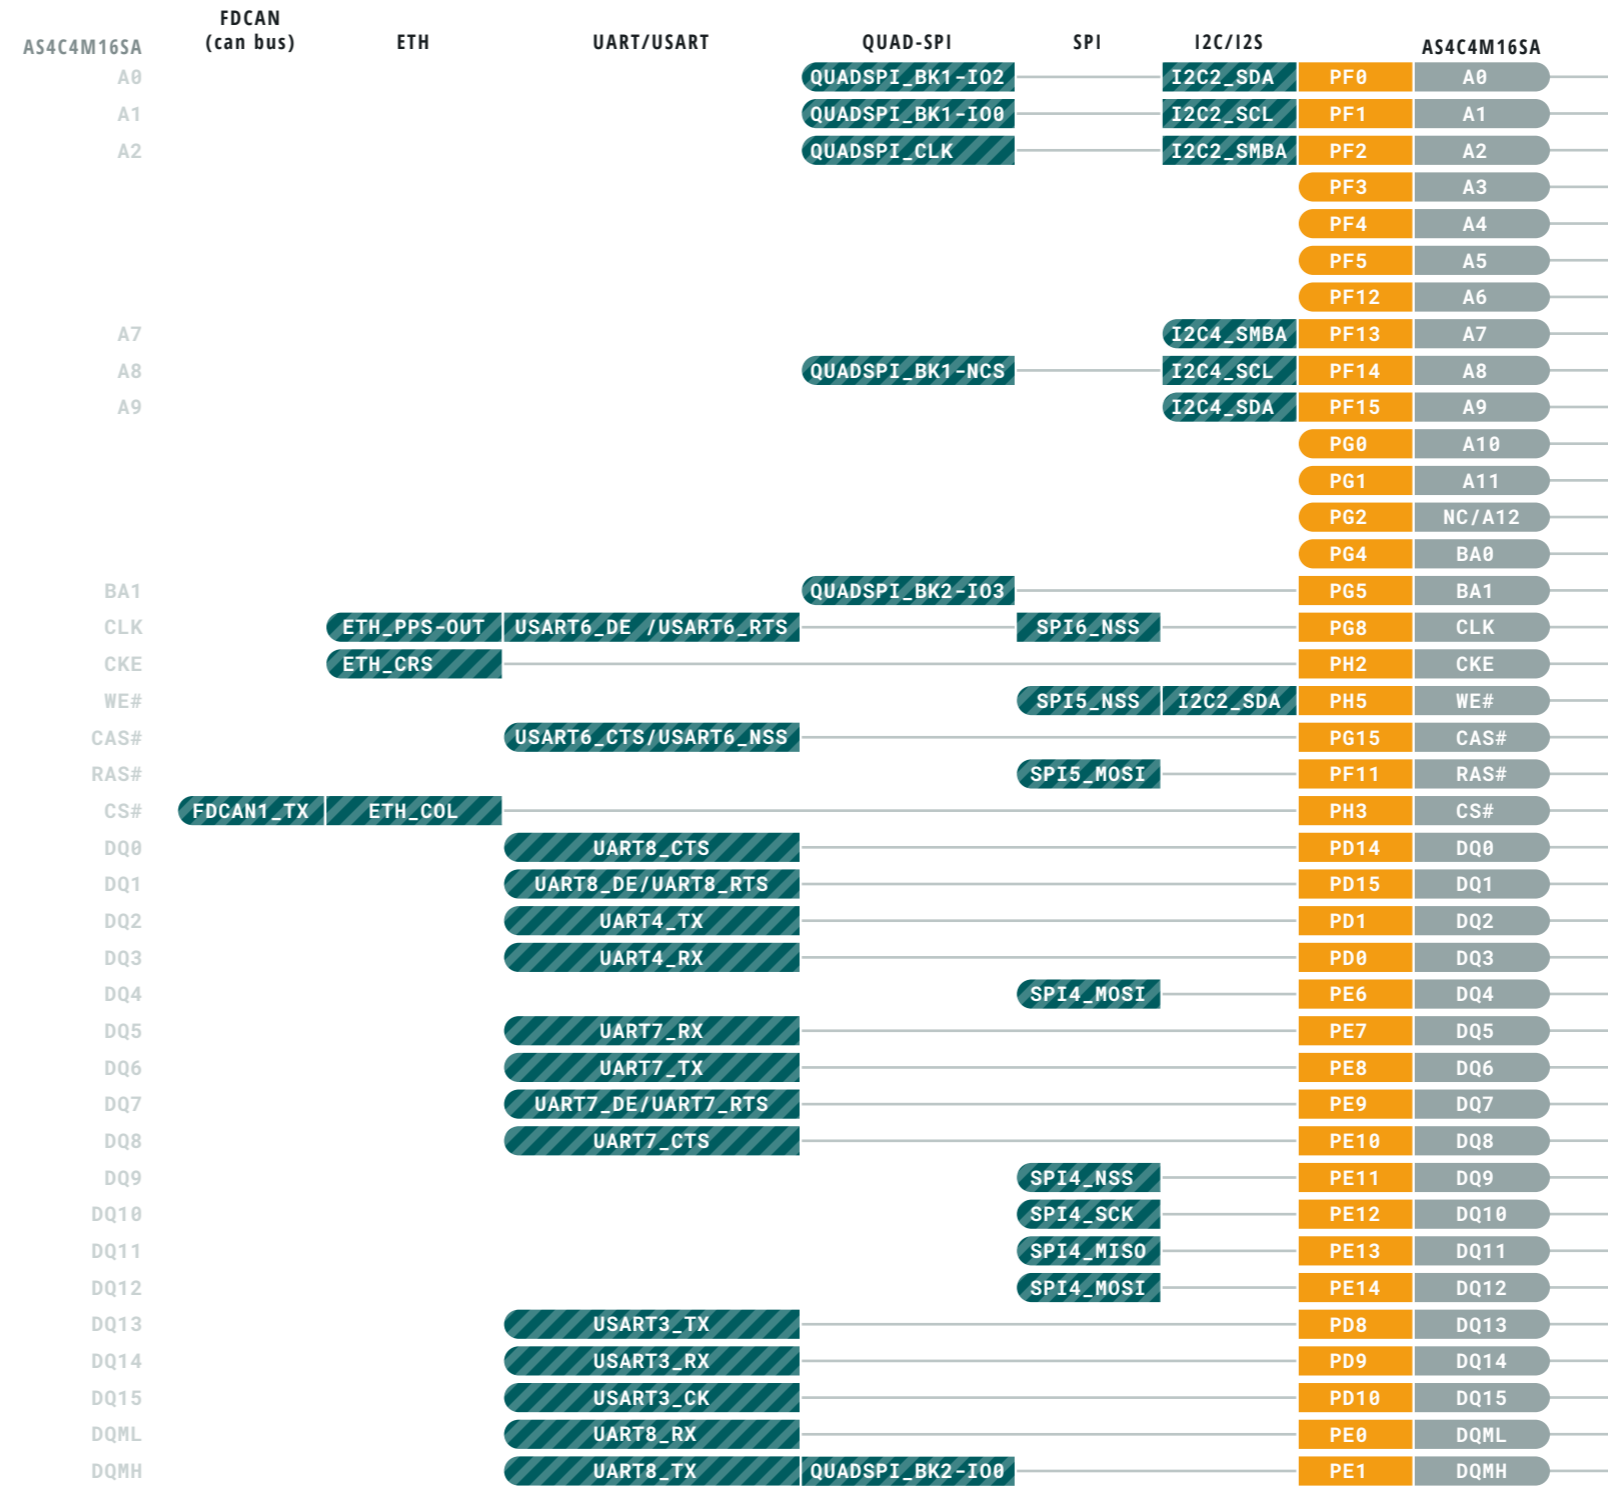 AS4C4M16SA FDCAN (can bus) ETH UART/USART QUAD-SPI SPI I2C/I2S AS4C4M16SA
A0 QUADSPI_BK1-IO2 I2C2_SDA PF0 A0
A1 QUADSPI_BK1-IO0 I2C2_SCL PF1 A1
A2 QUADSPI_CLK I2C2_SMBA PF2 A2
PF3 A3
PF4 A4
PF5 A5
PF12 A6
A7 I2C4_SMBA PF13 A7
A8 QUADSPI_BK1-NCS I2C4_SCL PF14 A8
A9 I2C4_SDA PF15 A9
PG0 A10
PG1 A11
PG2 NC/A12
PG4 BA0
BA1 QUADSPI_BK2-IO3 PG5 BA1
CLK ETH_PPS-OUT USART6_DE /USART6_RTS SPI6_NSS PG8 CLK
CKE ETH_CRS PH2 CKE
WE# SPI5_NSS I2C2_SDA PH5 WE#
CAS# USART6_CTS/USART6_NSS PG15 CAS#
RAS# SPI5_MOSI PF11 RAS#
CS# FDCAN1_TX ETH_COL PH3 CS#
DQ0 UART8_CTS PD14 DQ0
DQ1 UART8_DE/UART8_RTS PD15 DQ1
DQ2 UART4_TX PD1 DQ2
DQ3 UART4_RX PD0 DQ3
DQ4 SPI4_MOSI PE6 DQ4
DQ5 UART7_RX PE7 DQ5
DQ6 UART7_TX PE8 DQ6
DQ7 UART7_DE/UART7_RTS PE9 DQ7
DQ8 UART7_CTS PE10 DQ8
DQ9 SPI4_NSS PE11 DQ9
DQ10 SPI4_SCK PE12 DQ10
DQ11 SPI4_MISO PE13 DQ11
DQ12 SPI4_MOSI PE14 DQ12
DQ13 USART3_TX PD8 DQ13
DQ14 USART3_RX PD9 DQ14
DQ15 USART3_CK PD10 DQ15
DQML UART8_RX PE0 DQML
DQMH UART8_TX QUADSPI_BK2-IO0 PE1 DQMH